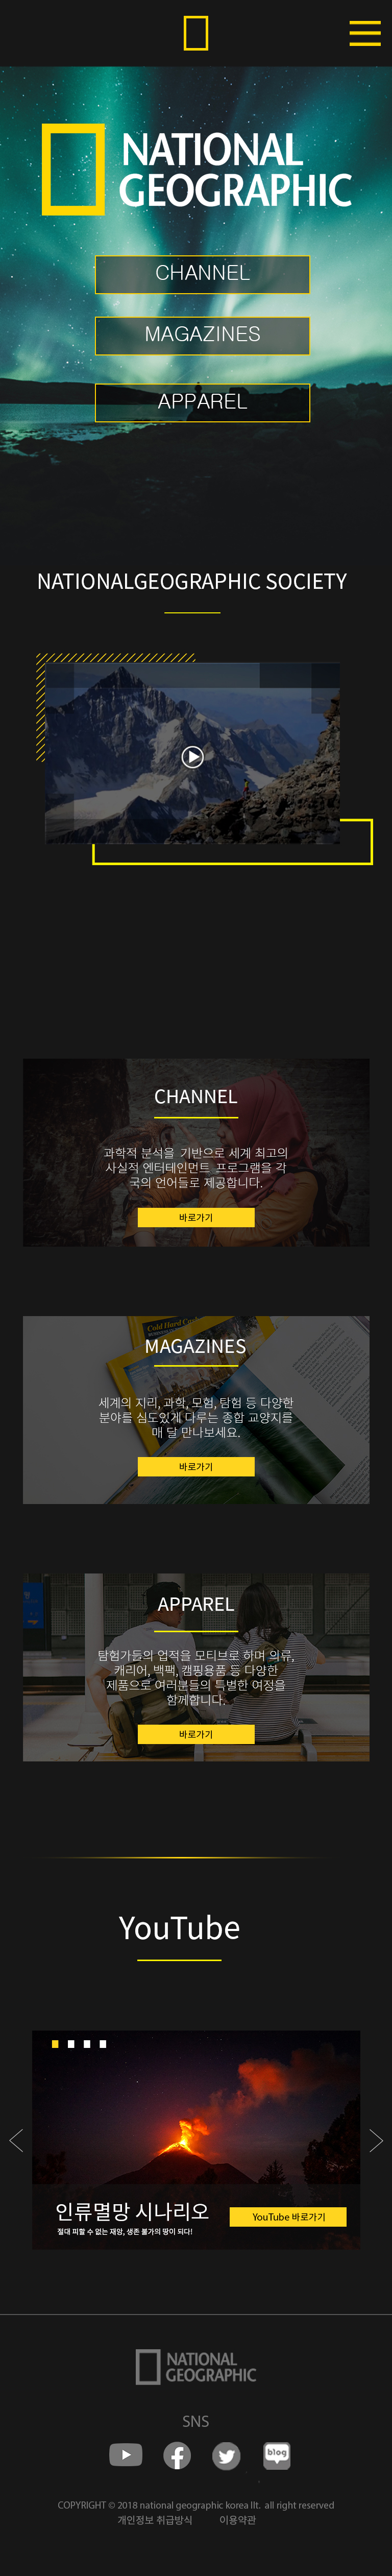 NATIONAL
GEOGRAPHIC
CHANNEL
MAGAZINES
APPAREL
NATIONALGEOGRAPHIC SOCIETY
CHANNEL
과학적 분석을 기반으로 세계 최고의
사실적 엔터테인먼트 프로그램을 각
국의 언어들로 제공합니다.
바로가기
Cold Hard
MAGAZINES
세계의 지리, 과학, 모험, 탐험 등 다양한
분야를 심도있게 다루는 종합 교양지를
매 달 만나보세요.
바로가기
APPAREL
탐험가들의 업적을 모티브로 하며 의류,
캐리어, 백팩, 캠핑용품 등 다양한
제품으로 여러분들의 특별한 여정을
함께합니다.
바로가기
YouTube
인류멸망 시나리오
절대 피할 수 없는 재앙, 생존 불가의 땅이 되다!
YouTube 바로가기
NATIONAL
GEOGRAPHIC
SNS
blog
COPYRIGHT © 2018 national geographic korea llt. all right reserved
개인정보 취급방식 이용약관